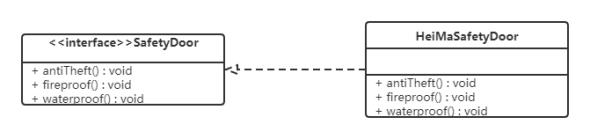 <<interface>>SafetyDoor
+ antiTheft() : void
+ fireproof() : void
+ waterproof() : void
HeiMaSafetyDoor
+ antiTheft() : void
+ fireproof() : void
+ waterproof() : void